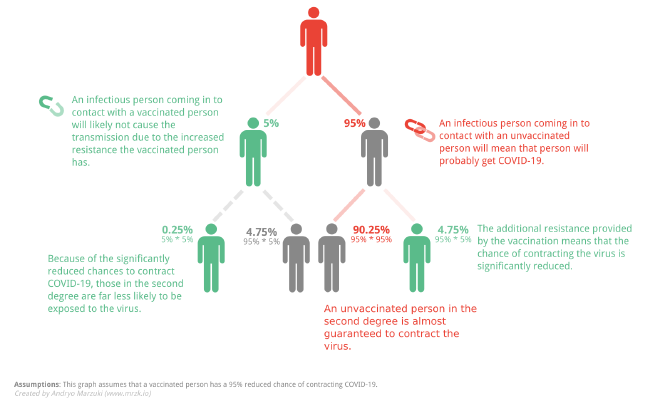 An infectious person coming in to
contact with a vaccinated person
will likely not cause the
transmission due to the increased
resistance the vaccinated person
has.
5%
95%
An infectious person coming in to
contact with an unvaccinated
person will mean that person will
probably get COVID-19.
0.25%
5% * 5%
4.75%
95% * 5%
90.25%
95% * 95%
4.75%
95% * 5%
The additional resistance provided
by the vaccination means that the
chance of contracting the virus is
significantly reduced.
Because of the significantly
reduced chances to contract
COVID-19, those in the second
degree are far less likely to be
exposed to the virus.
An unvaccinated person in the
second degree is almost
guaranteed to contract the
virus.
Assumptions: This graph assumes that a vaccinated person has a 95% reduced chance of contracting COVID-19.
Created by Andryo Marzuki (www.mrzk.io)